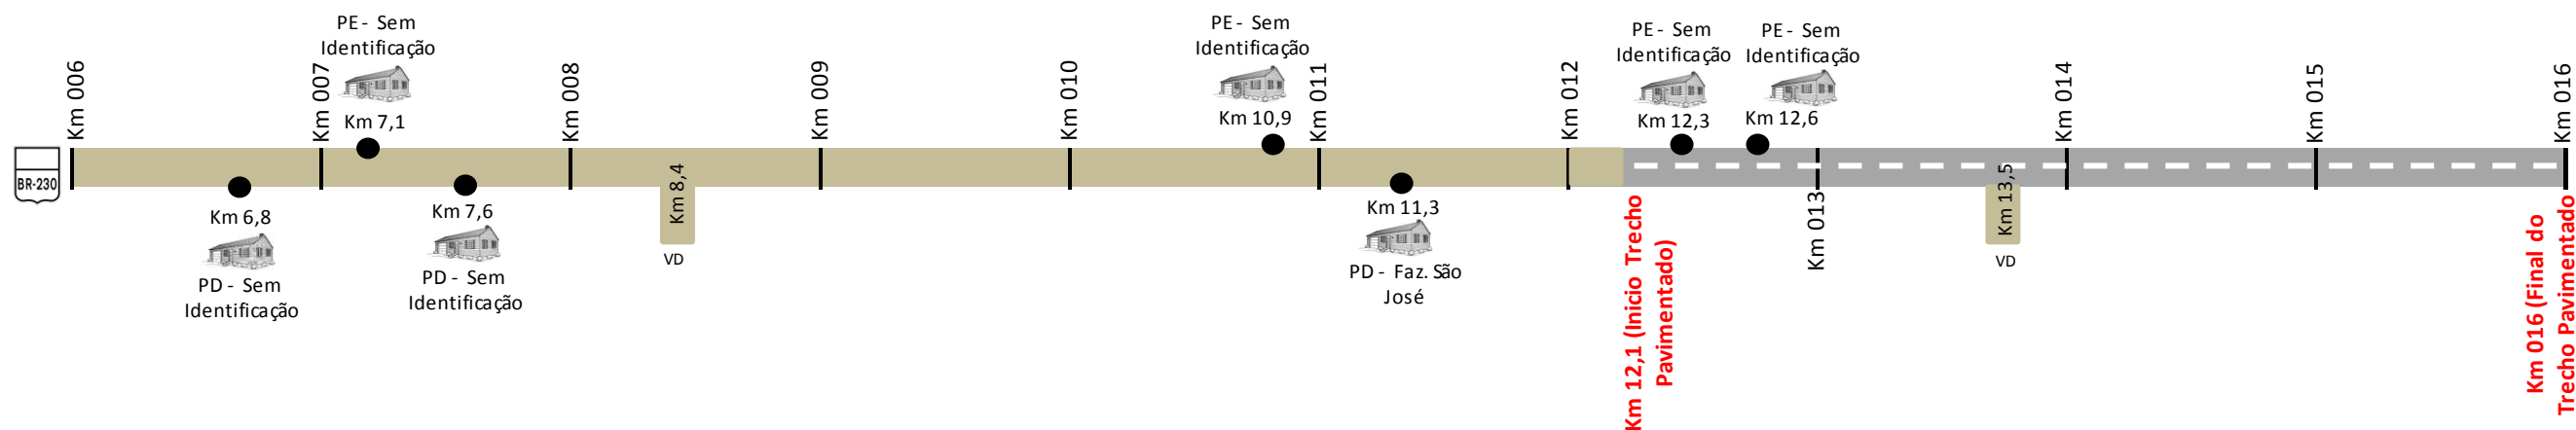 BR-230
Km 006
Km 6,8
PD - Sem
Identificação
Km 007
PE - Sem
Identificação
Km 7,1
Km 7,6
PD - Sem
Identificação
Km 008
Km 8,4
VD
Km 009
Km 010
PE - Sem
Identificação
Km 10,9
Km 011
Km 11,3
PD - Faz. São
José
Km 012
Km 12,1 (Inicio Trecho
Pavimentado)
PE - Sem
Identificação
Km 12,3
PE - Sem
Identificação
Km 12,6
Km 013
Km 13,5
VD
Km 014
Km 015
Km 016
Km 016 (Final do
Trecho Pavimentado